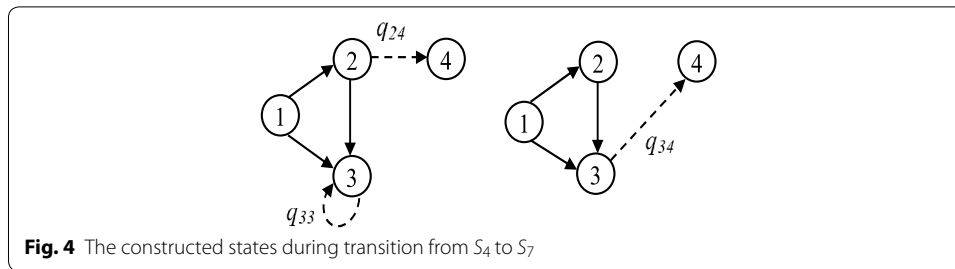 q24
2
4
1
3
q33
2
4
1
3
q34
Fig. 4 The constructed states during transition from S4 to S7